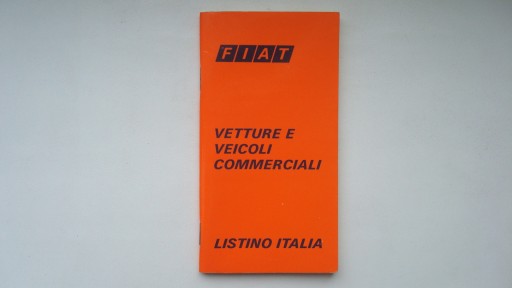 FIAT
VETTURE E
VEICOLI
COMMERCIALI
LISTINO ITALIA